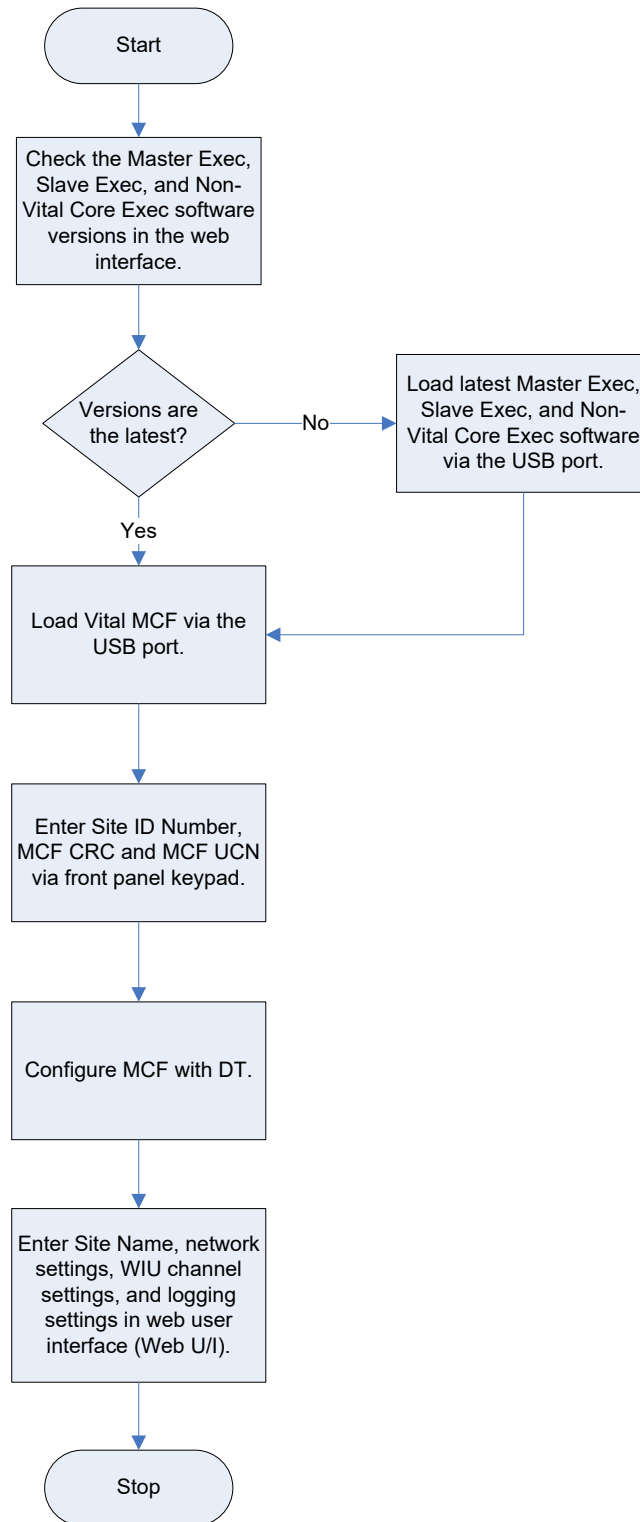 Start
Check the Master Exec,
Slave Exec, and Non-
Vital Core Exec software
versions in the web
interface.
Versions are
the latest?
No
Load latest Master Exec,
Slave Exec, and Non-
Vital Core Exec software
via the USB port.
Yes
Load Vital MCF via the
USB port.
Enter Site ID Number,
MCF CRC and MCF UCN
via front panel keypad.
Configure MCF with DT.
Enter Site Name, network
settings, WIU channel
settings, and logging
settings in web user
interface (Web U/I).
Stop